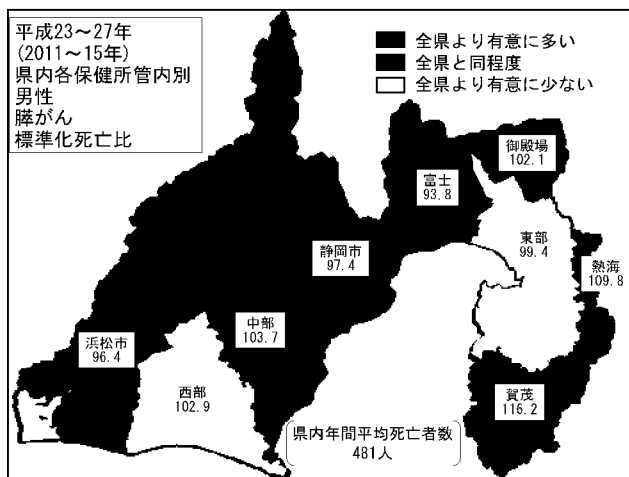 平成23～27年
(2011～15年)
県内各保健所管内別
男性
膵がん
標準化死亡比
全県より有意に多い
全県と同程度
全県より有意に少ない
御殿場
102.1
富士
93.8
東部
99.4
熱海
109.8
静岡市
97.4
中部
103.7
浜松市
96.4
西部
102.9
賀茂
116.2
県内年間平均死亡者数
481人